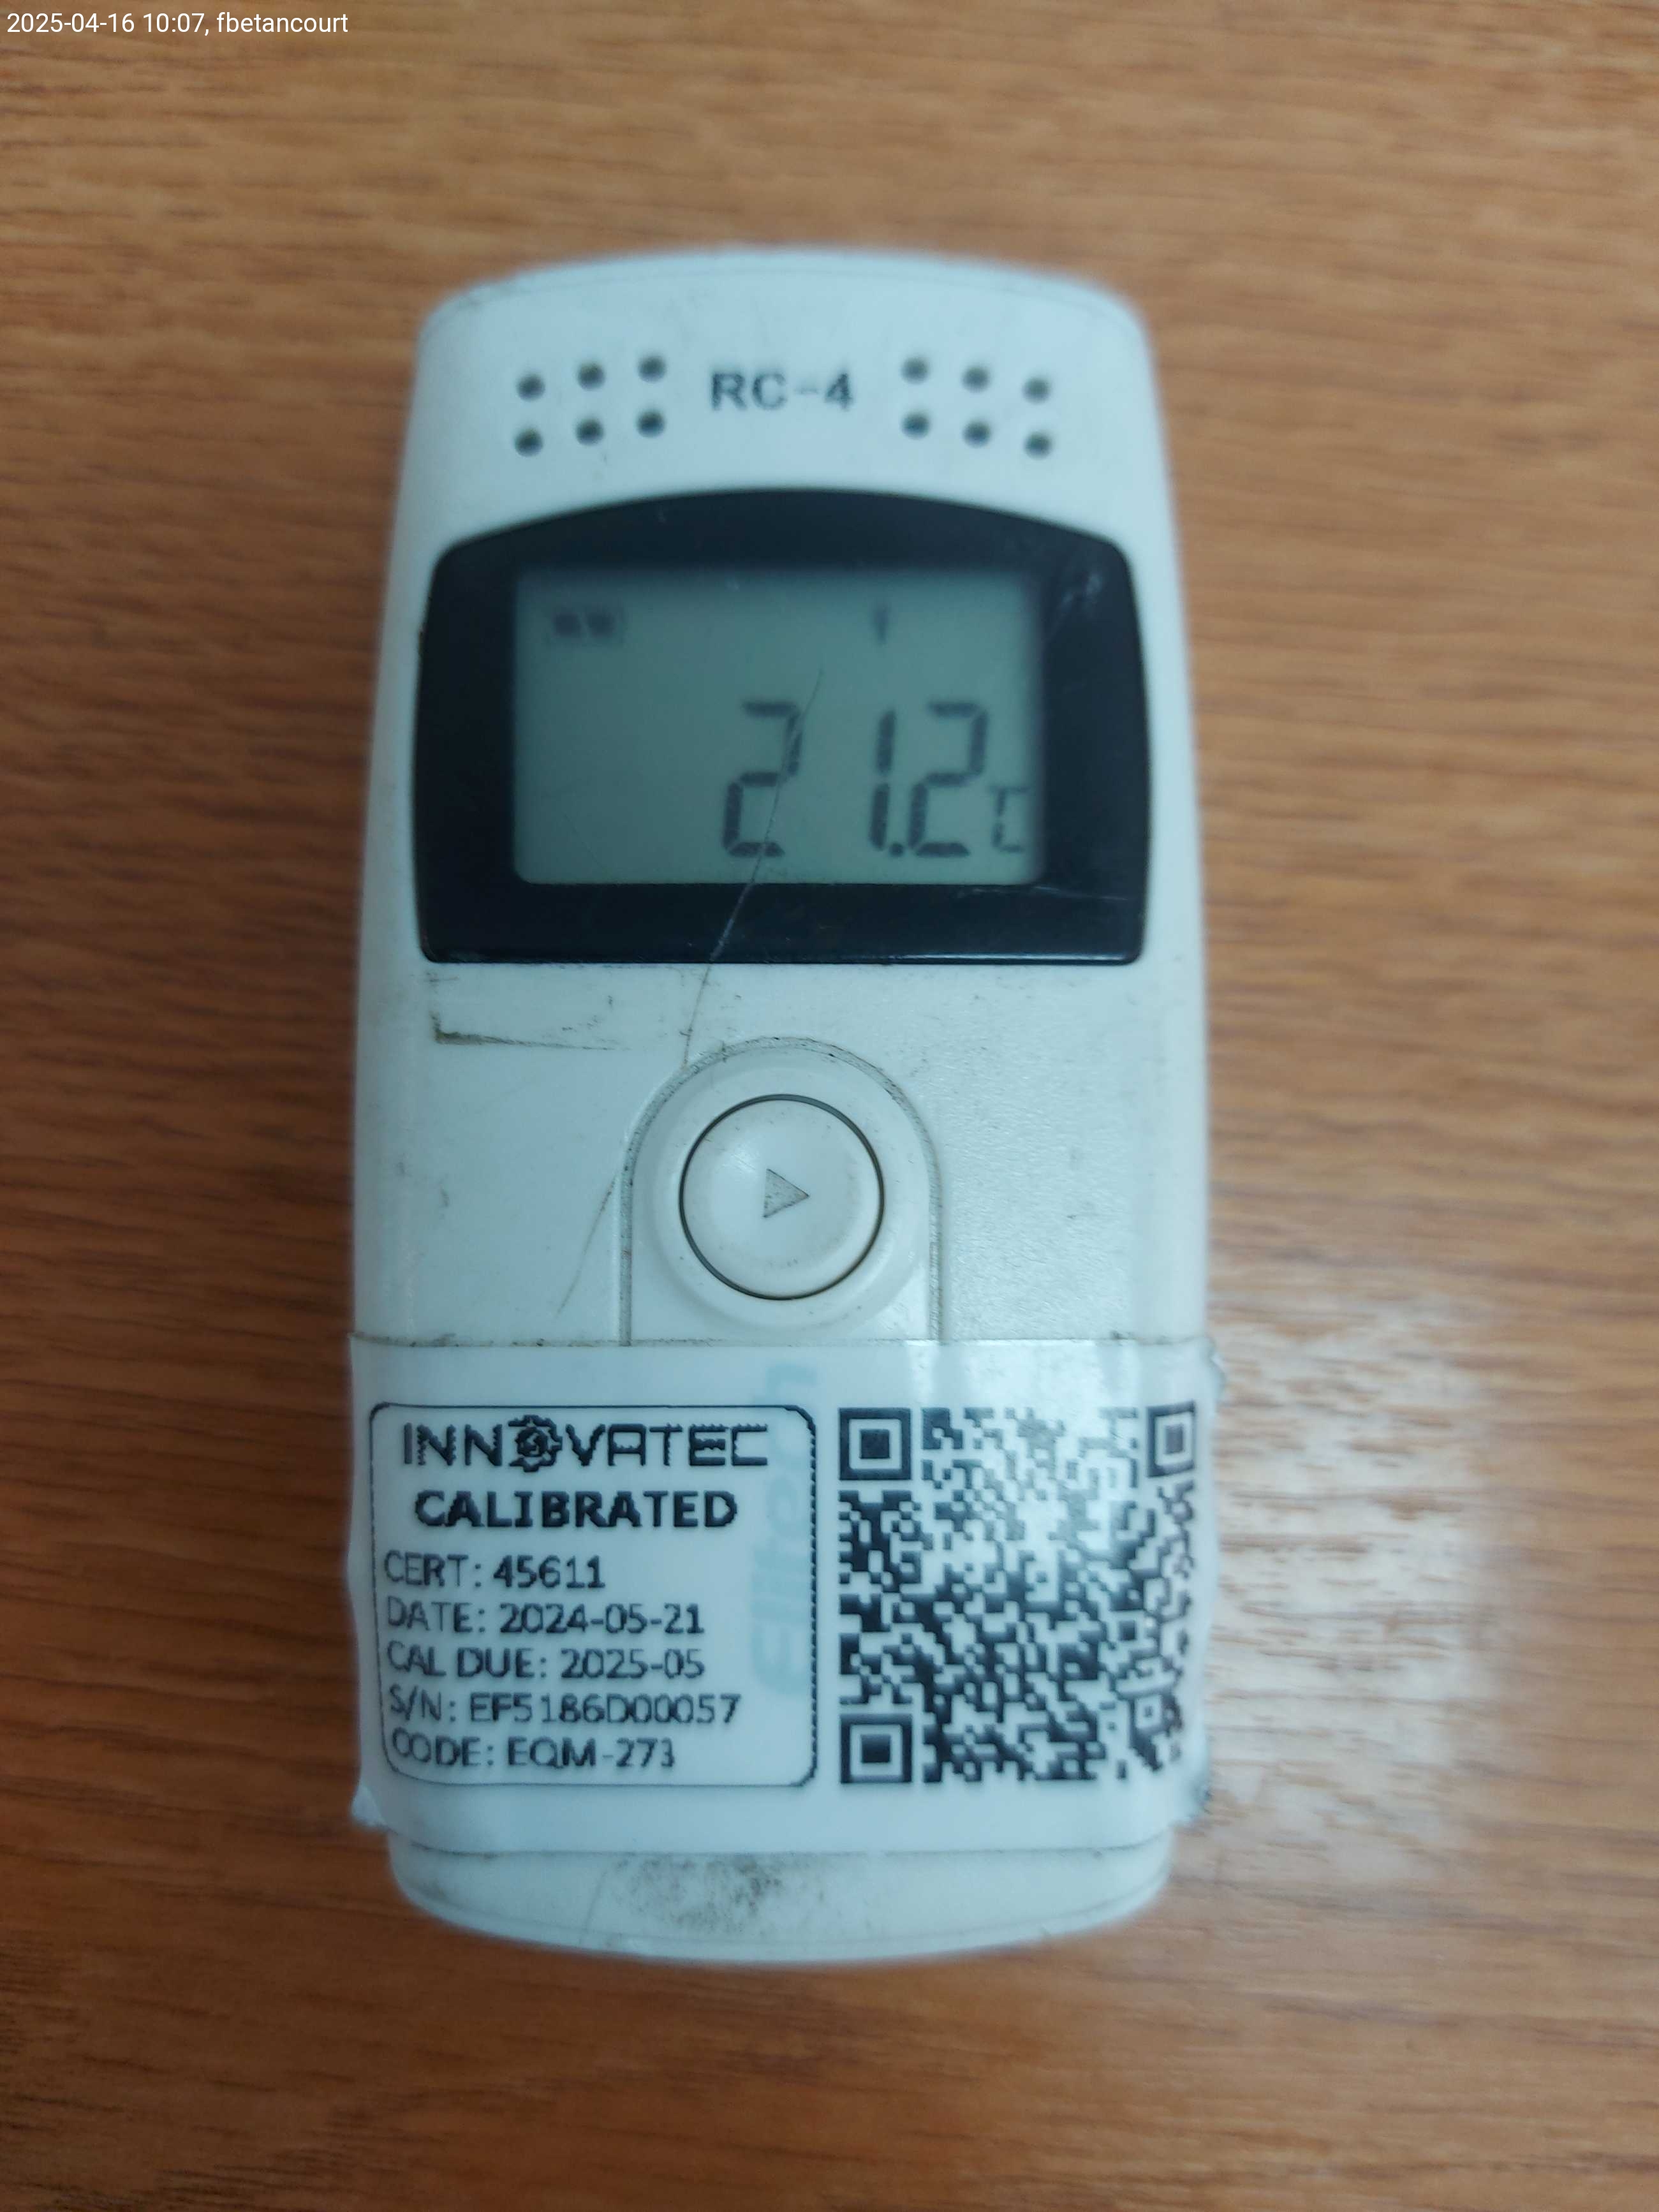 2025-04-16 10:07, fbetancourt
RC-4
21.2℃
INNOVATEC
CALIBRATED
CERT: 45611
DATE: 2024-05-21
CAL DUE: 2025-05
S/N: EF5186D00057
CODE: EQM-273
Elitech